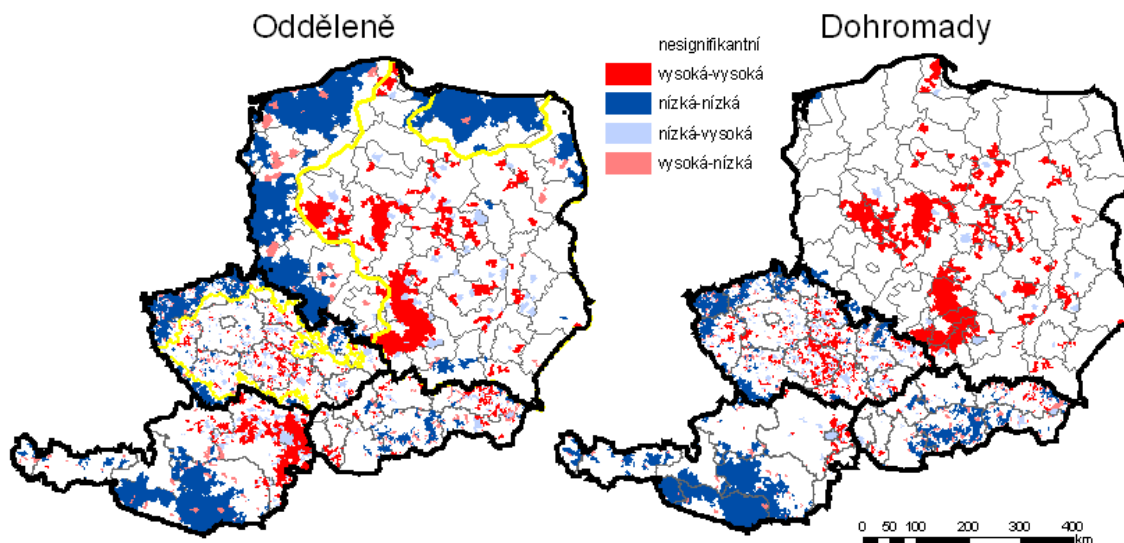 Odděleně
Dohromady
nesignifikantní
vysoká-vysoká
nízká-nízká
nízká-vysoká
vysoká-nízká
0 50 100 200 300 400
km